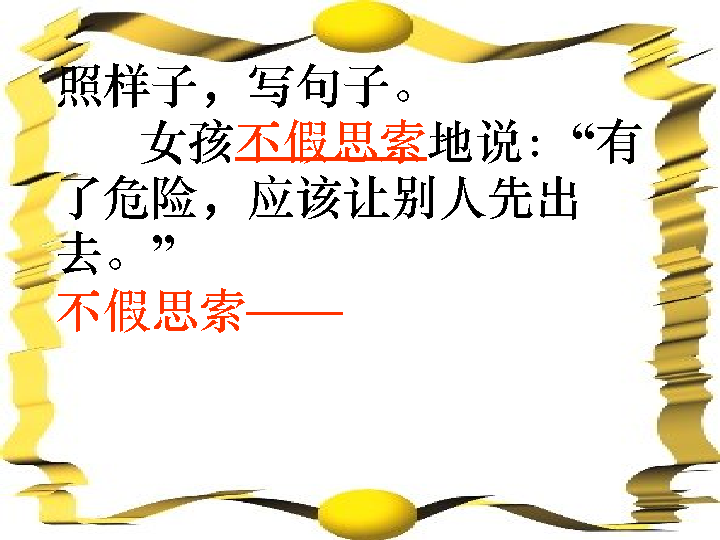 照样子，写句子。
女孩不假思索地说：“有
了危险，应该让别人先出
去。”
不假思索——